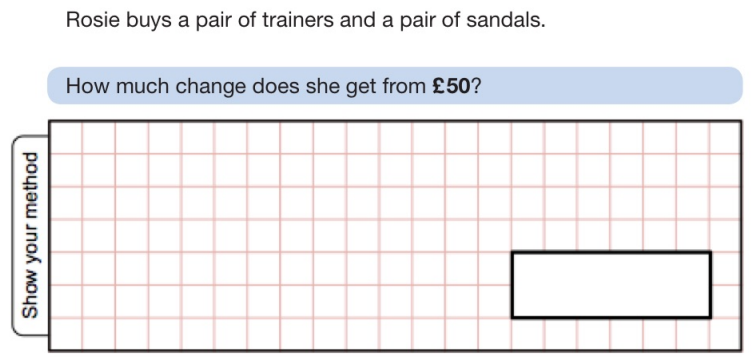 Rosie buys a pair of trainers and a pair of sandals.
How much change does she get from £50?
Show your method